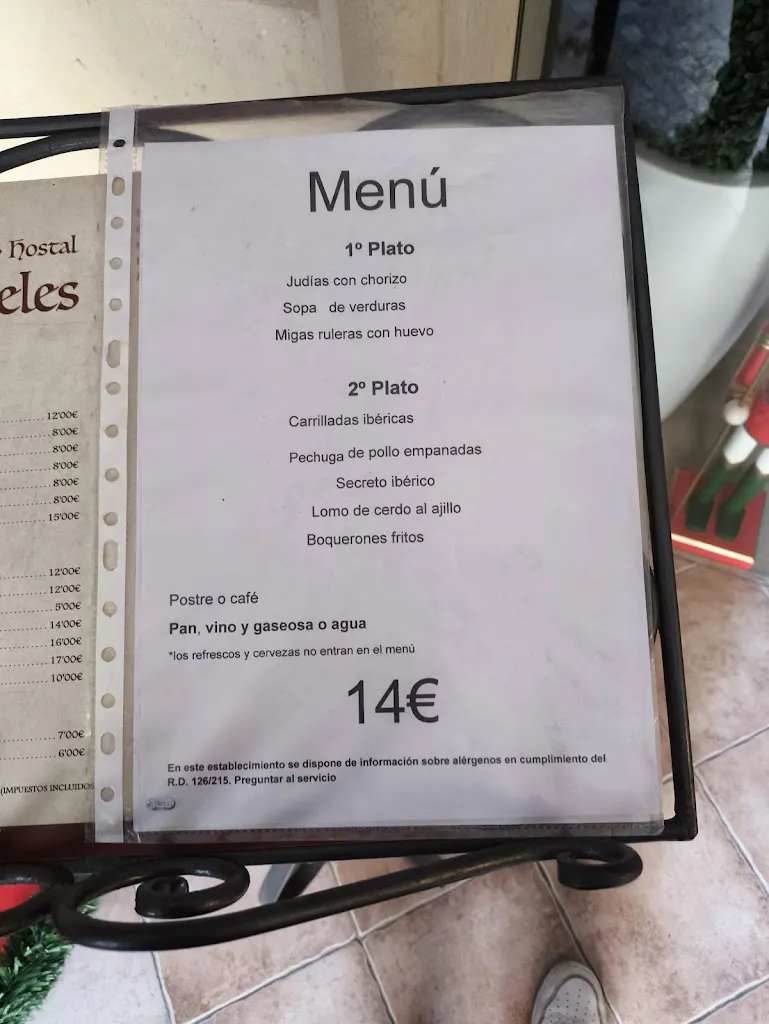 Hostal
eles
12'00€
8'00€
8'00€
8'00€
8'00€
8'00€
15'00€
12'00€
12'00€
5'00€
14'00€
16'00€
17'00€
10'00€
7'00€
6'00€
(IMPUESTOS INCLUIDOS
Menú
1º Plato
Judías con chorizo
Sopa de verduras
Migas ruleras con huevo
2º Plato
Carrilladas ibéricas
Pechuga de pollo empanadas
Secreto ibérico
Lomo de cerdo al ajillo
Boquerones fritos
Postre o café
Pan, vino y gaseosa o agua
*los refrescos y cervezas no entran en el menú
14€
En este establecimiento se dispone de información sobre alérgenos en cumplimiento del
R.D. 126/215. Preguntar al servicio